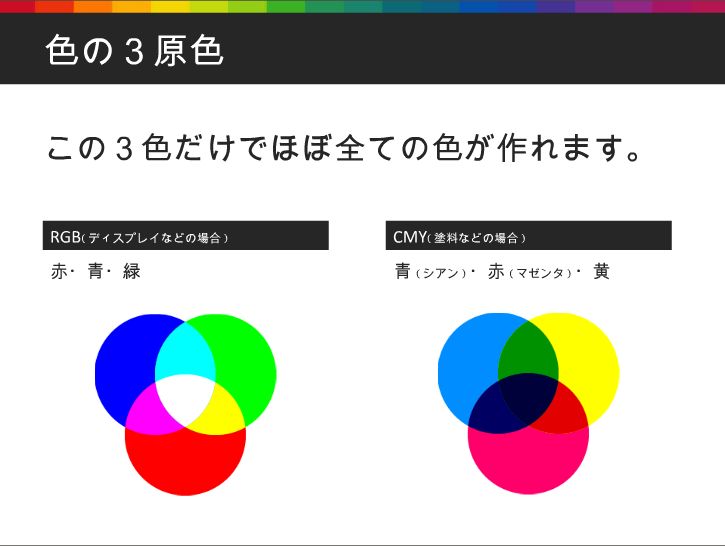 色の3原色
この3色だけでほぼ全ての色が作れます。
RGB(ディスプレイなどの場合)
赤・青・緑
CMY(塗料などの場合)
青(シアン)・赤(マゼンタ)・黄